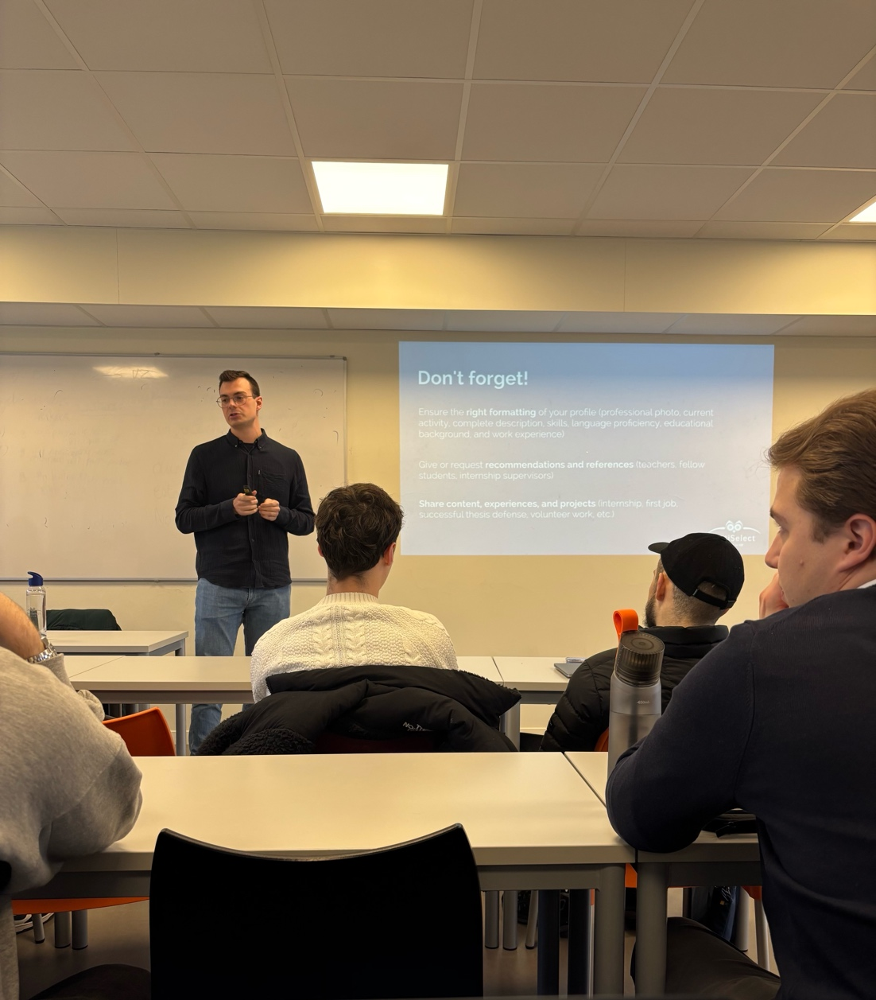 Don't forget!
Ensure the right formatting of your profile (professional photo, current
activity, complete description, skills, language proficiency, educational
background, and work experience)
Give or request recommendations and references (teachers, fellow
students, internship supervisors)
Share content, experiences, and projects (internship, first job,
successful thesis defense, volunteer work, etc.)